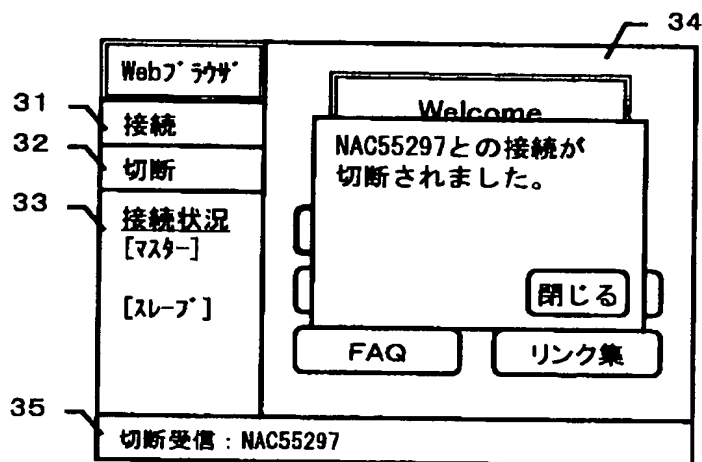 34
Webﾌﾞﾗｳｻﾞ
31
接続
32
切断
33
接続状況
[ﾏｽﾀｰ]
[ｽﾚｰﾌﾞ]
Welcome
NAC55297との接続が
切断されました。
閉じる
FAQ
リンク集
35
切断受信：NAC55297